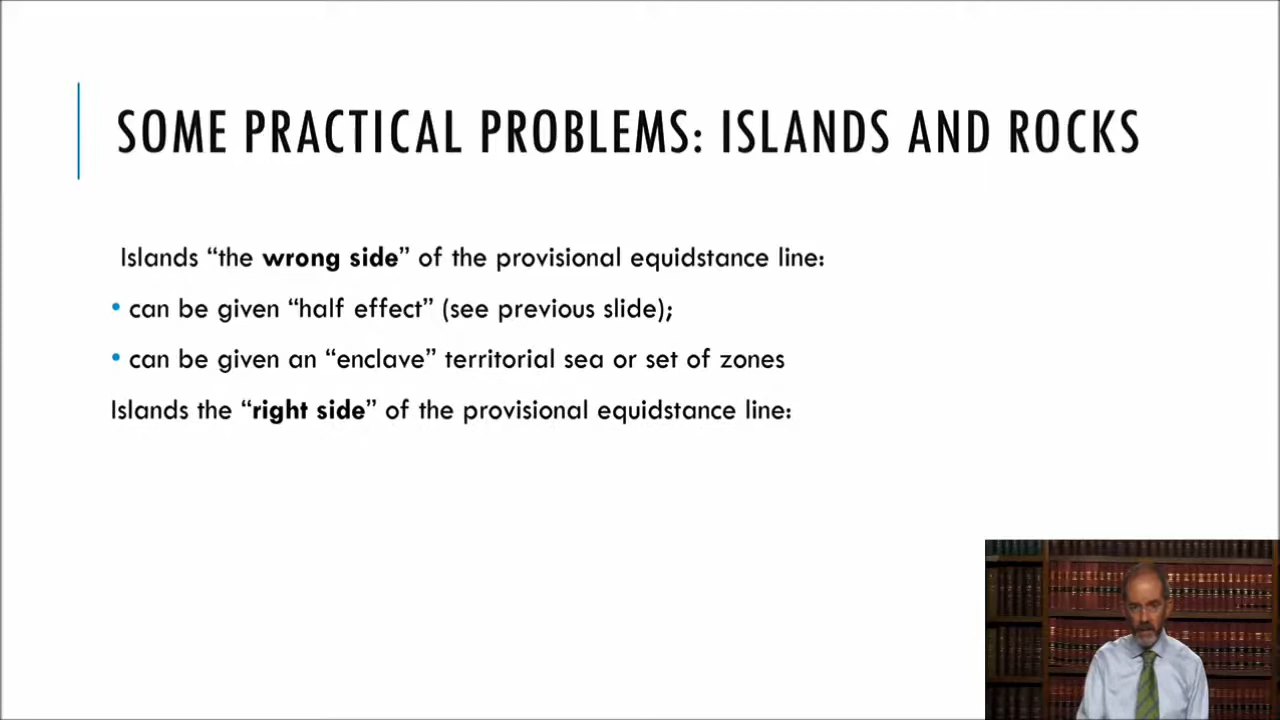 SOME PRACTICAL PROBLEMS: ISLANDS AND ROCKS
Islands “the wrong side” of the provisional equidstance line:
• can be given “half effect” (see previous slide);
• can be given an “enclave” territorial sea or set of zones
Islands the “right side” of the provisional equidstance line: